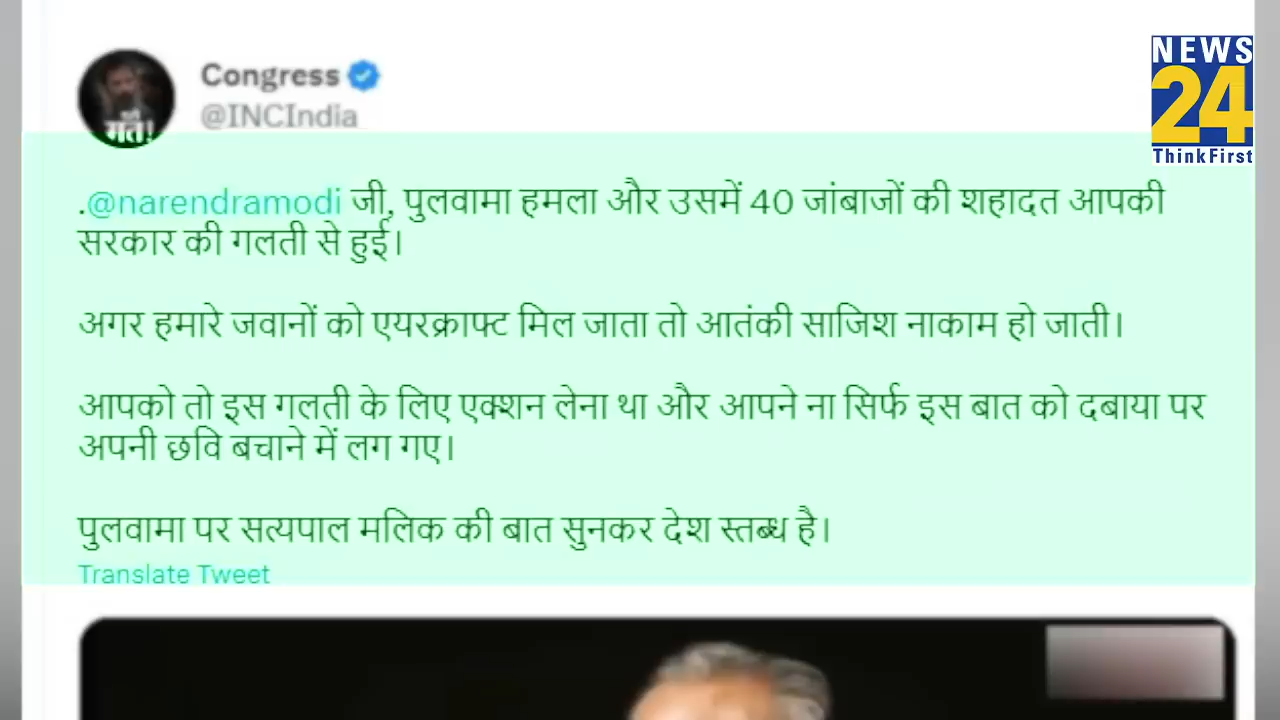 Congress
@INCIndia
NEWS
24
ThinkFirst
.@narendramodi जी, पुलवामा हमला और उसमें 40 जांबाजों की शहादत आपकी
सरकार की गलती से हुई।
अगर हमारे जवानों को एयरक्राफ्ट मिल जाता तो आतंकी साजिश नाकाम हो जाती।
आपको तो इस गलती के लिए एक्शन लेना था और आपने ना सिर्फ इस बात को दबाया पर
अपनी छवि बचाने में लग गए।
पुलवामा पर सत्यपाल मलिक की बात सुनकर देश स्तब्ध है।
Translate Tweet